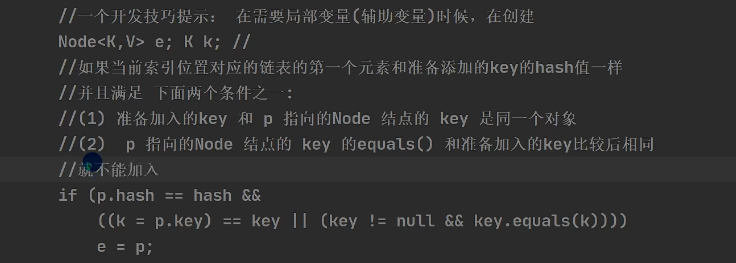 //一个开发技巧提示： 在需要局部变量(辅助变量)时候，在创建
Node<K,V> e; K k; //
//如果当前索引位置对应的链表的第一个元素和准备添加的key的hash值一样
//并且满足 下面两个条件之一:
//(1) 准备加入的key 和 p 指向的Node 结点的 key 是同一个对象
//(2)  p 指向的Node 结点的 key 的equals() 和准备加入的key比较后相同
//就不能加入
if (p.hash == hash &&
    ((k = p.key) == key || (key != null && key.equals(k))))
    e = p;